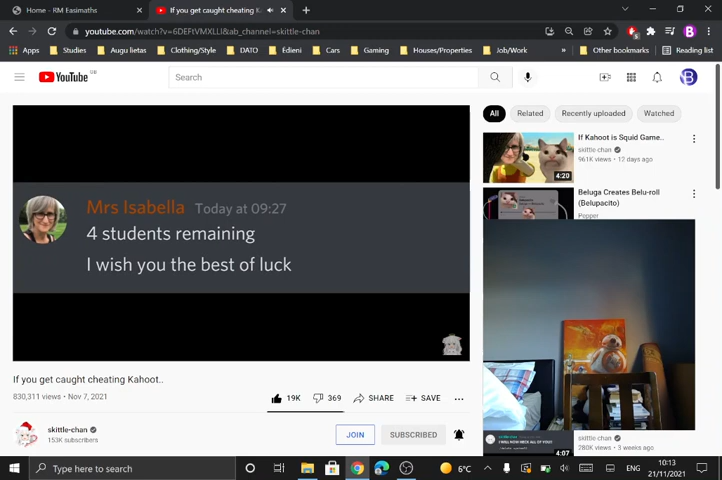 Home - RM Easimaths
If you get caught cheating K
youtube.com/watch?v=6DEFtVMXLLI&ab_channel=skittle-chan
Apps
Studies
Augu lietas
Clothing/Style
DATO
Edieni
Cars
Gaming
Houses/Properties
Job/Work
»
Other bookmarks
Reading list
YouTube
Search
B
All
Related
Recently uploaded
Watched
Mrs Isabella Today at 09:27
4 students remaining
I wish you the best of luck
If Kahoot is Squid Game..
skittle-chan
961K views • 12 days ago
4:20
Beluga Creates Belu-roll
(Belupacito)
Pepper
If you get caught cheating Kahoot..
830,311 views • Nov 7, 2021
19K
369
SHARE
SAVE
skittle-chan
153K subscribers
JOIN
SUBSCRIBED
skittle-chan
280K views • 3 weeks ago
4:07
Type here to search
6°C
ENG
10:13
21/11/2021